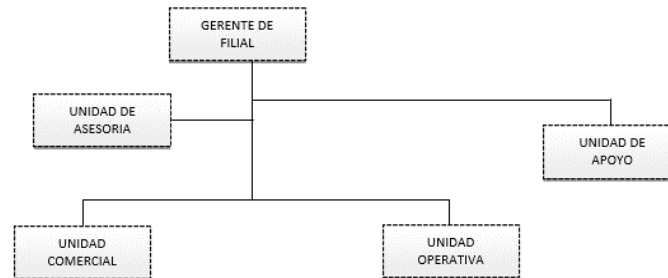 GERENTE DE
FILIAL
UNIDAD DE
ASESORIA
UNIDAD DE
APOYO
UNIDAD
COMERCIAL
UNIDAD
OPERATIVA